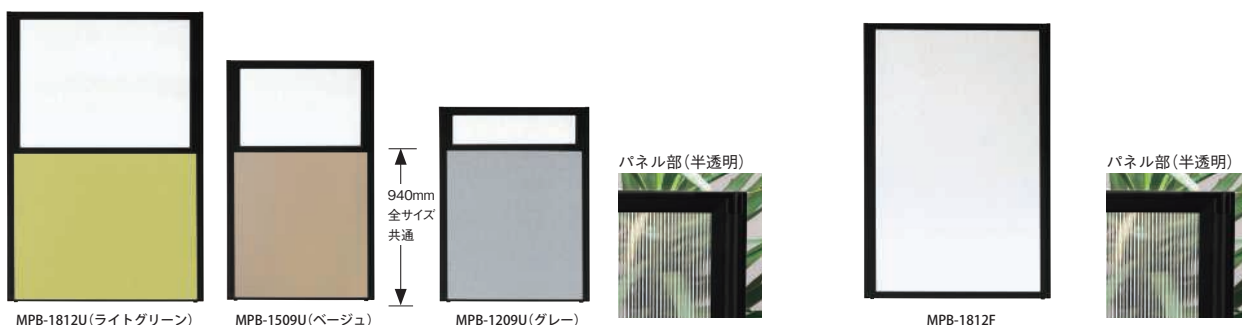 パネル部(半透明)
パネル部(半透明)
940mm
全サイズ
共通
MPB-1812U(ライトグリーン)
MPB-1509U(ベージュ)
MPB-1209U(グレー)
MPB-1812F